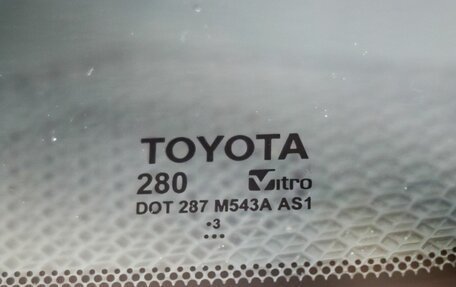 TOYOTA
280 Vitro
DOT 287 M543A AS1
•3
•••